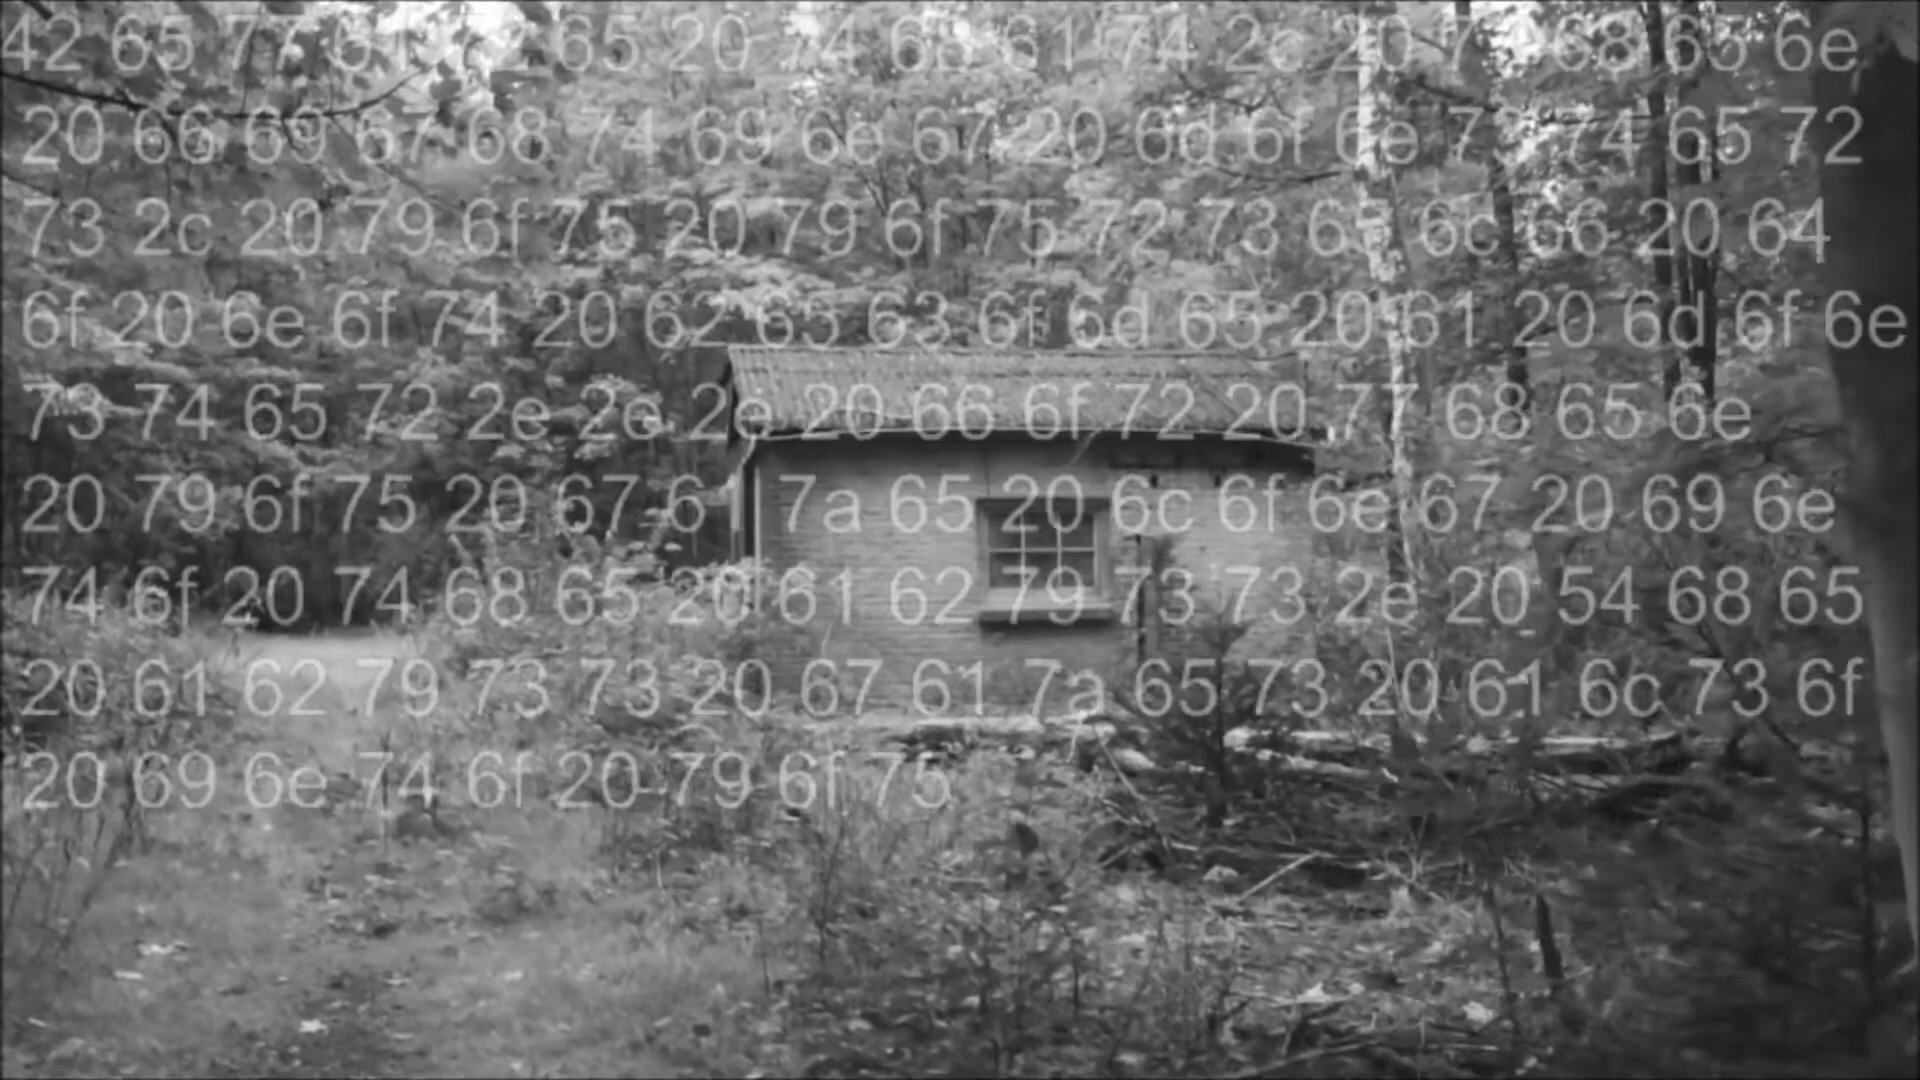 42 65 77 61 72 65 20 74 68 61 74 2c 20 77 68 65 6e
20 66 69 67 68 74 69 6e 67 20 6d 6f 6e 73 74 65 72
73 2c 20 79 6f 75 20 79 6f 75 72 73 65 6c 66 20 64
6f 20 6e 6f 74 20 62 65 63 6f 6d 65 20 61 20 6d 6f 6e
73 74 65 72 2e 2e 2e 20 66 6f 72 20 77 68 65 6e
20 79 6f 75 20 67 61 7a 65 20 6c 6f 6e 67 20 69 6e
74 6f 20 74 68 65 20 61 62 79 73 73 2e 20 54 68 65
20 61 62 79 73 73 20 67 61 7a 65 73 20 61 6c 73 6f
20 69 6e 74 6f 20 79 6f 75